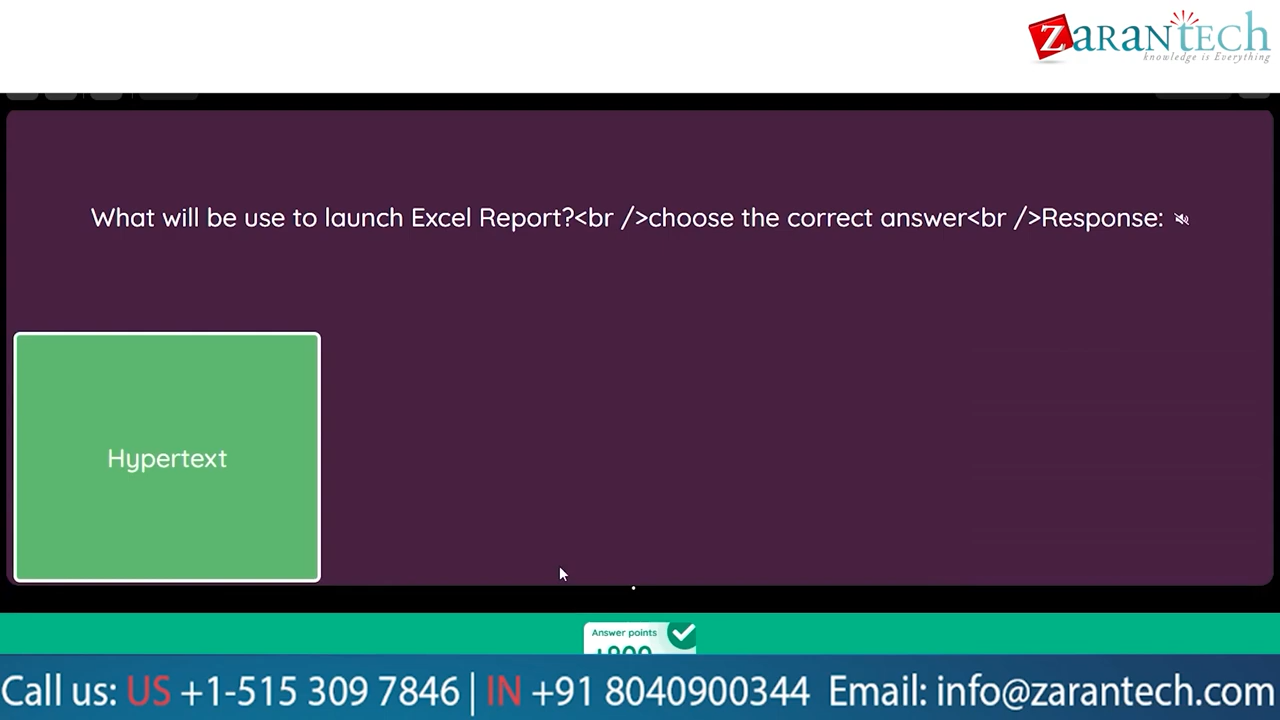 ZARANTECH
knowledge is Everything
What will be use to launch Excel Report?<br />choose the correct answer<br />Response:
Hypertext
Answer points
Call us: US +1-515 309 7846 | IN +91 8040900344 Email: info@zarantech.com